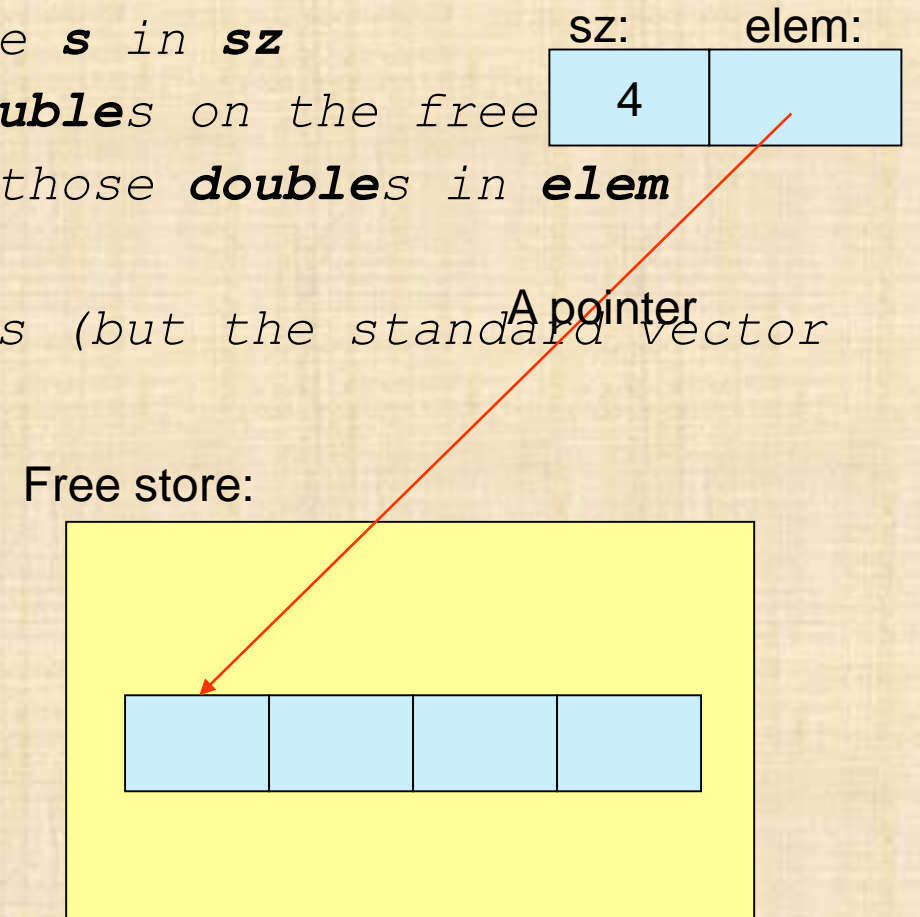 e s in sz
sz: elem:
4
ubles on the free
those doubles in elem
A pointer
s (but the standard vector
Free store: